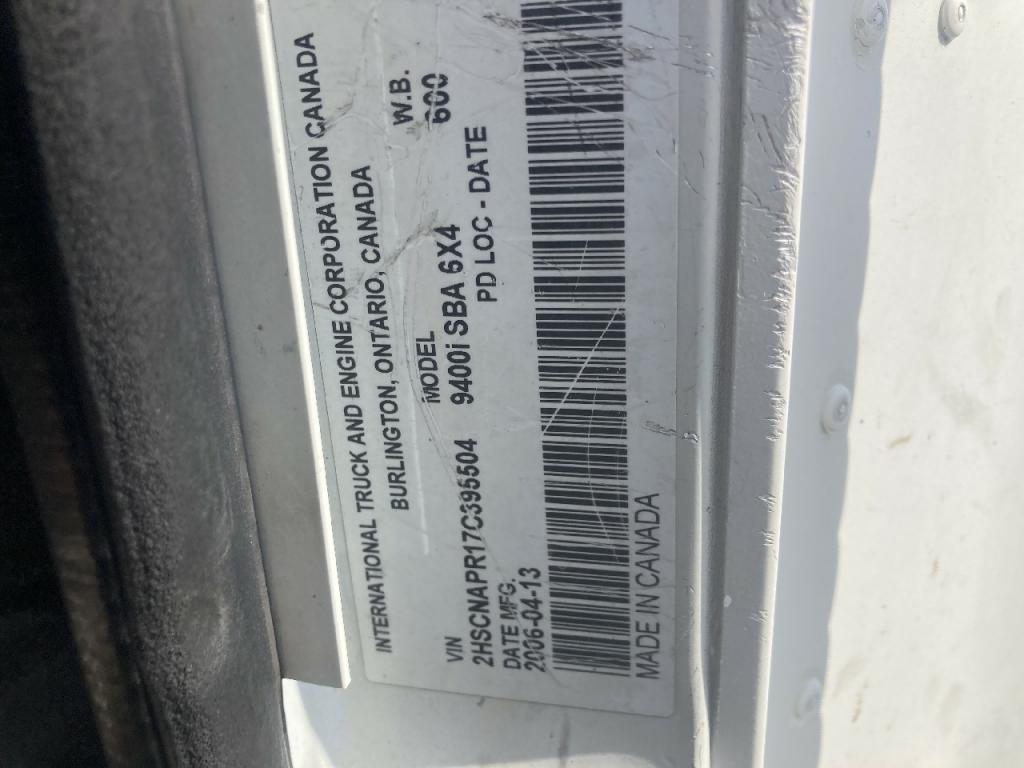 INTERNATIONAL TRUCK AND ENGINE CORPORATION CANADA
BURLINGTON, ONTARIO, CANADA
VIN MODEL W.B.
2HSCNAPR17C395504 9400i SBA 6X4 600
DATE MFG. PD LOC - DATE
2006-04-13
MADE IN CANADA